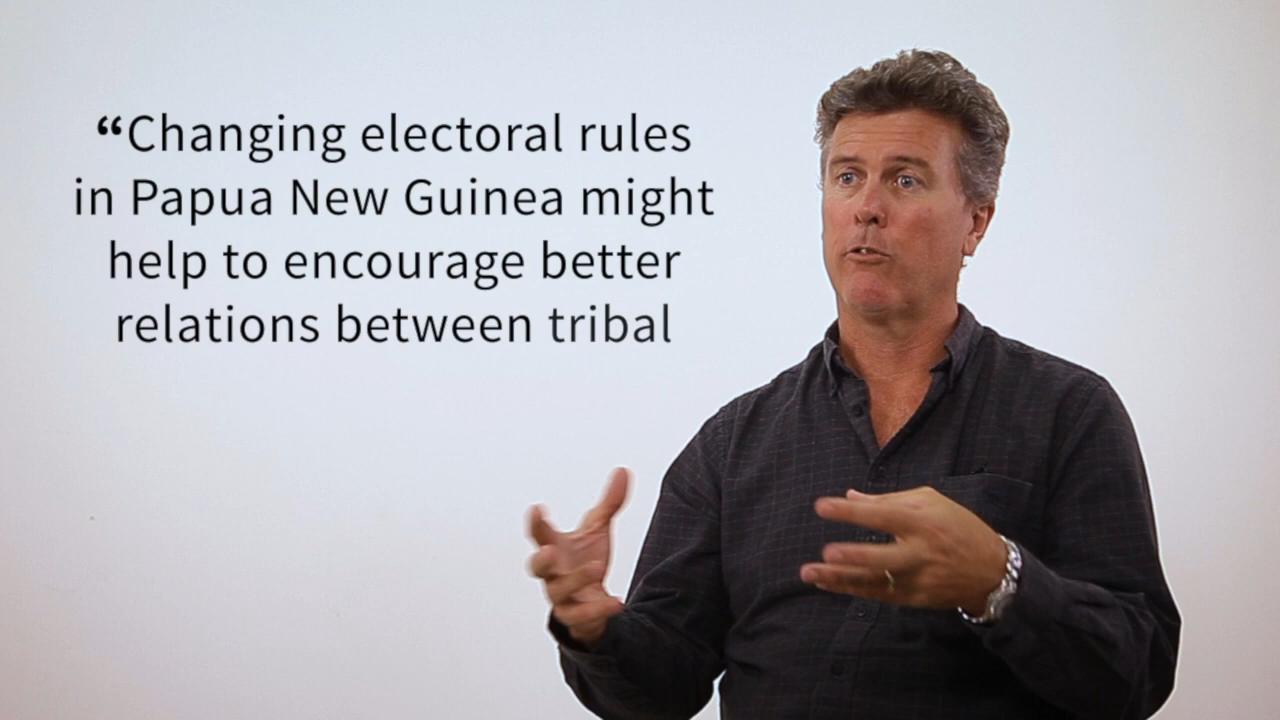 “Changing electoral rules
in Papua New Guinea might
help to encourage better
relations between tribal